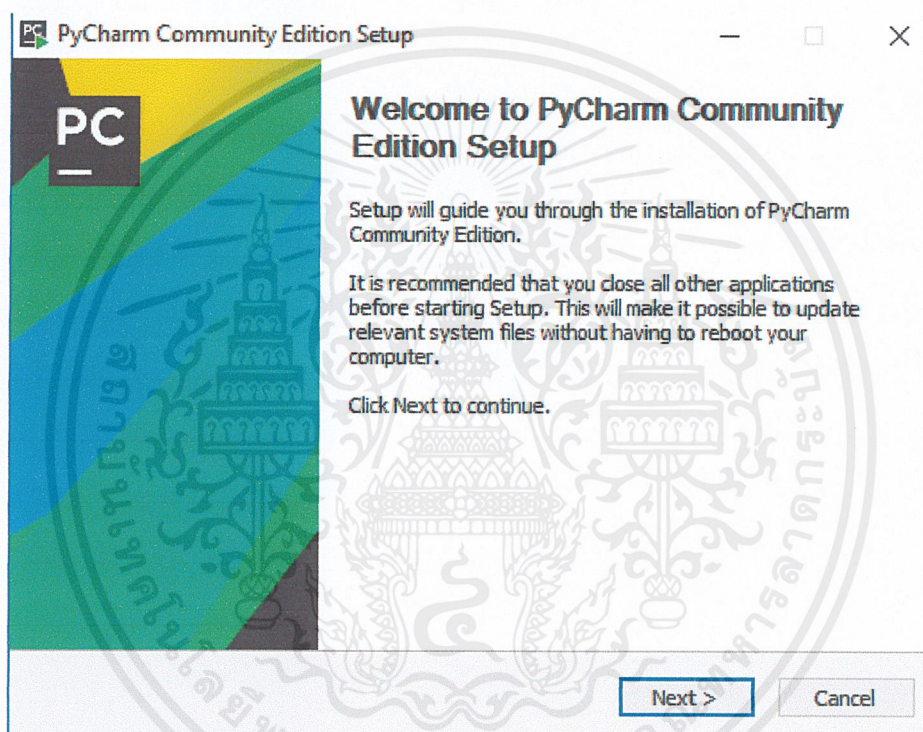 PyCharm Community Edition Setup
PC
Welcome to PyCharm Community
Edition Setup
Setup will guide you through the installation of PyCharm
Community Edition.
It is recommended that you close all other applications
before starting Setup. This will make it possible to update
relevant system files without having to reboot your
computer.
Click Next to continue.
Next >
Cancel